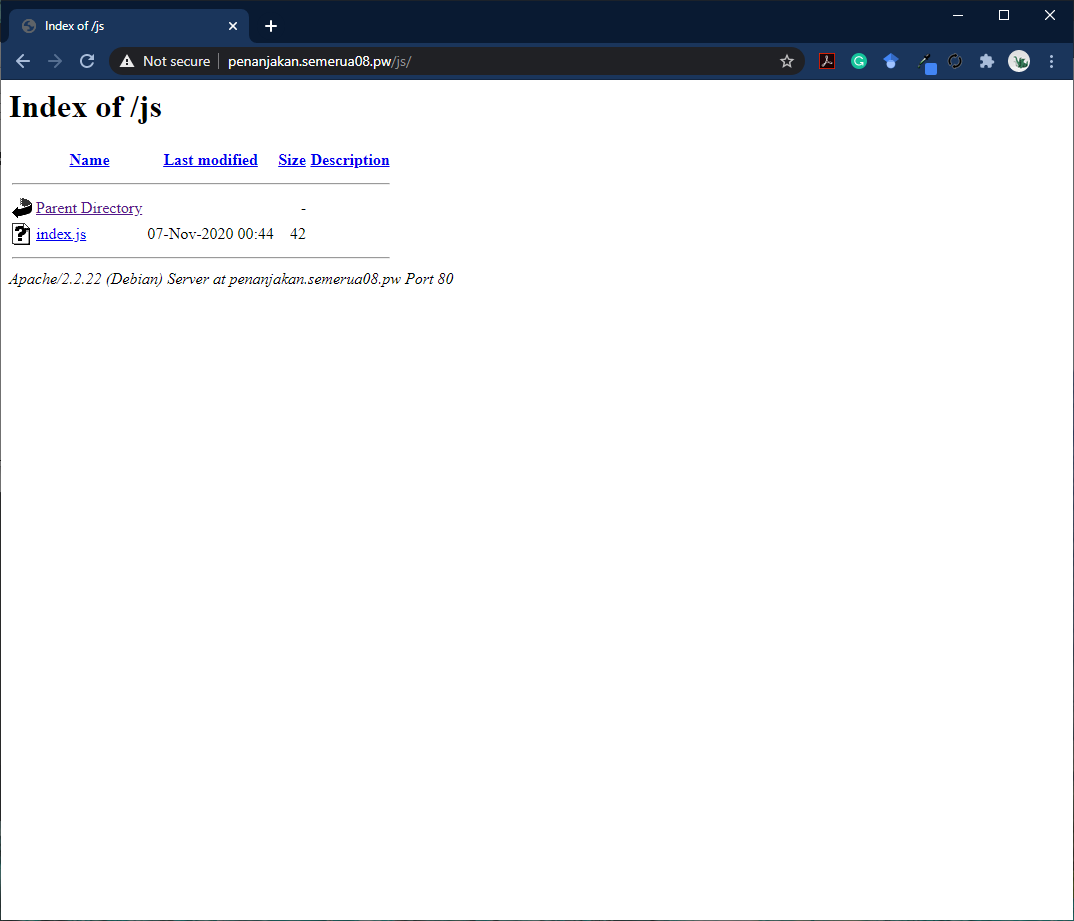 Index of /js
Not secure penanjakan.semerua08.pw/js/
Index of /js
Name Last modified Size Description
Parent Directory -
index.js 07-Nov-2020 00:44 42
Apache/2.2.22 (Debian) Server at penanjakan.semerua08.pw Port 80